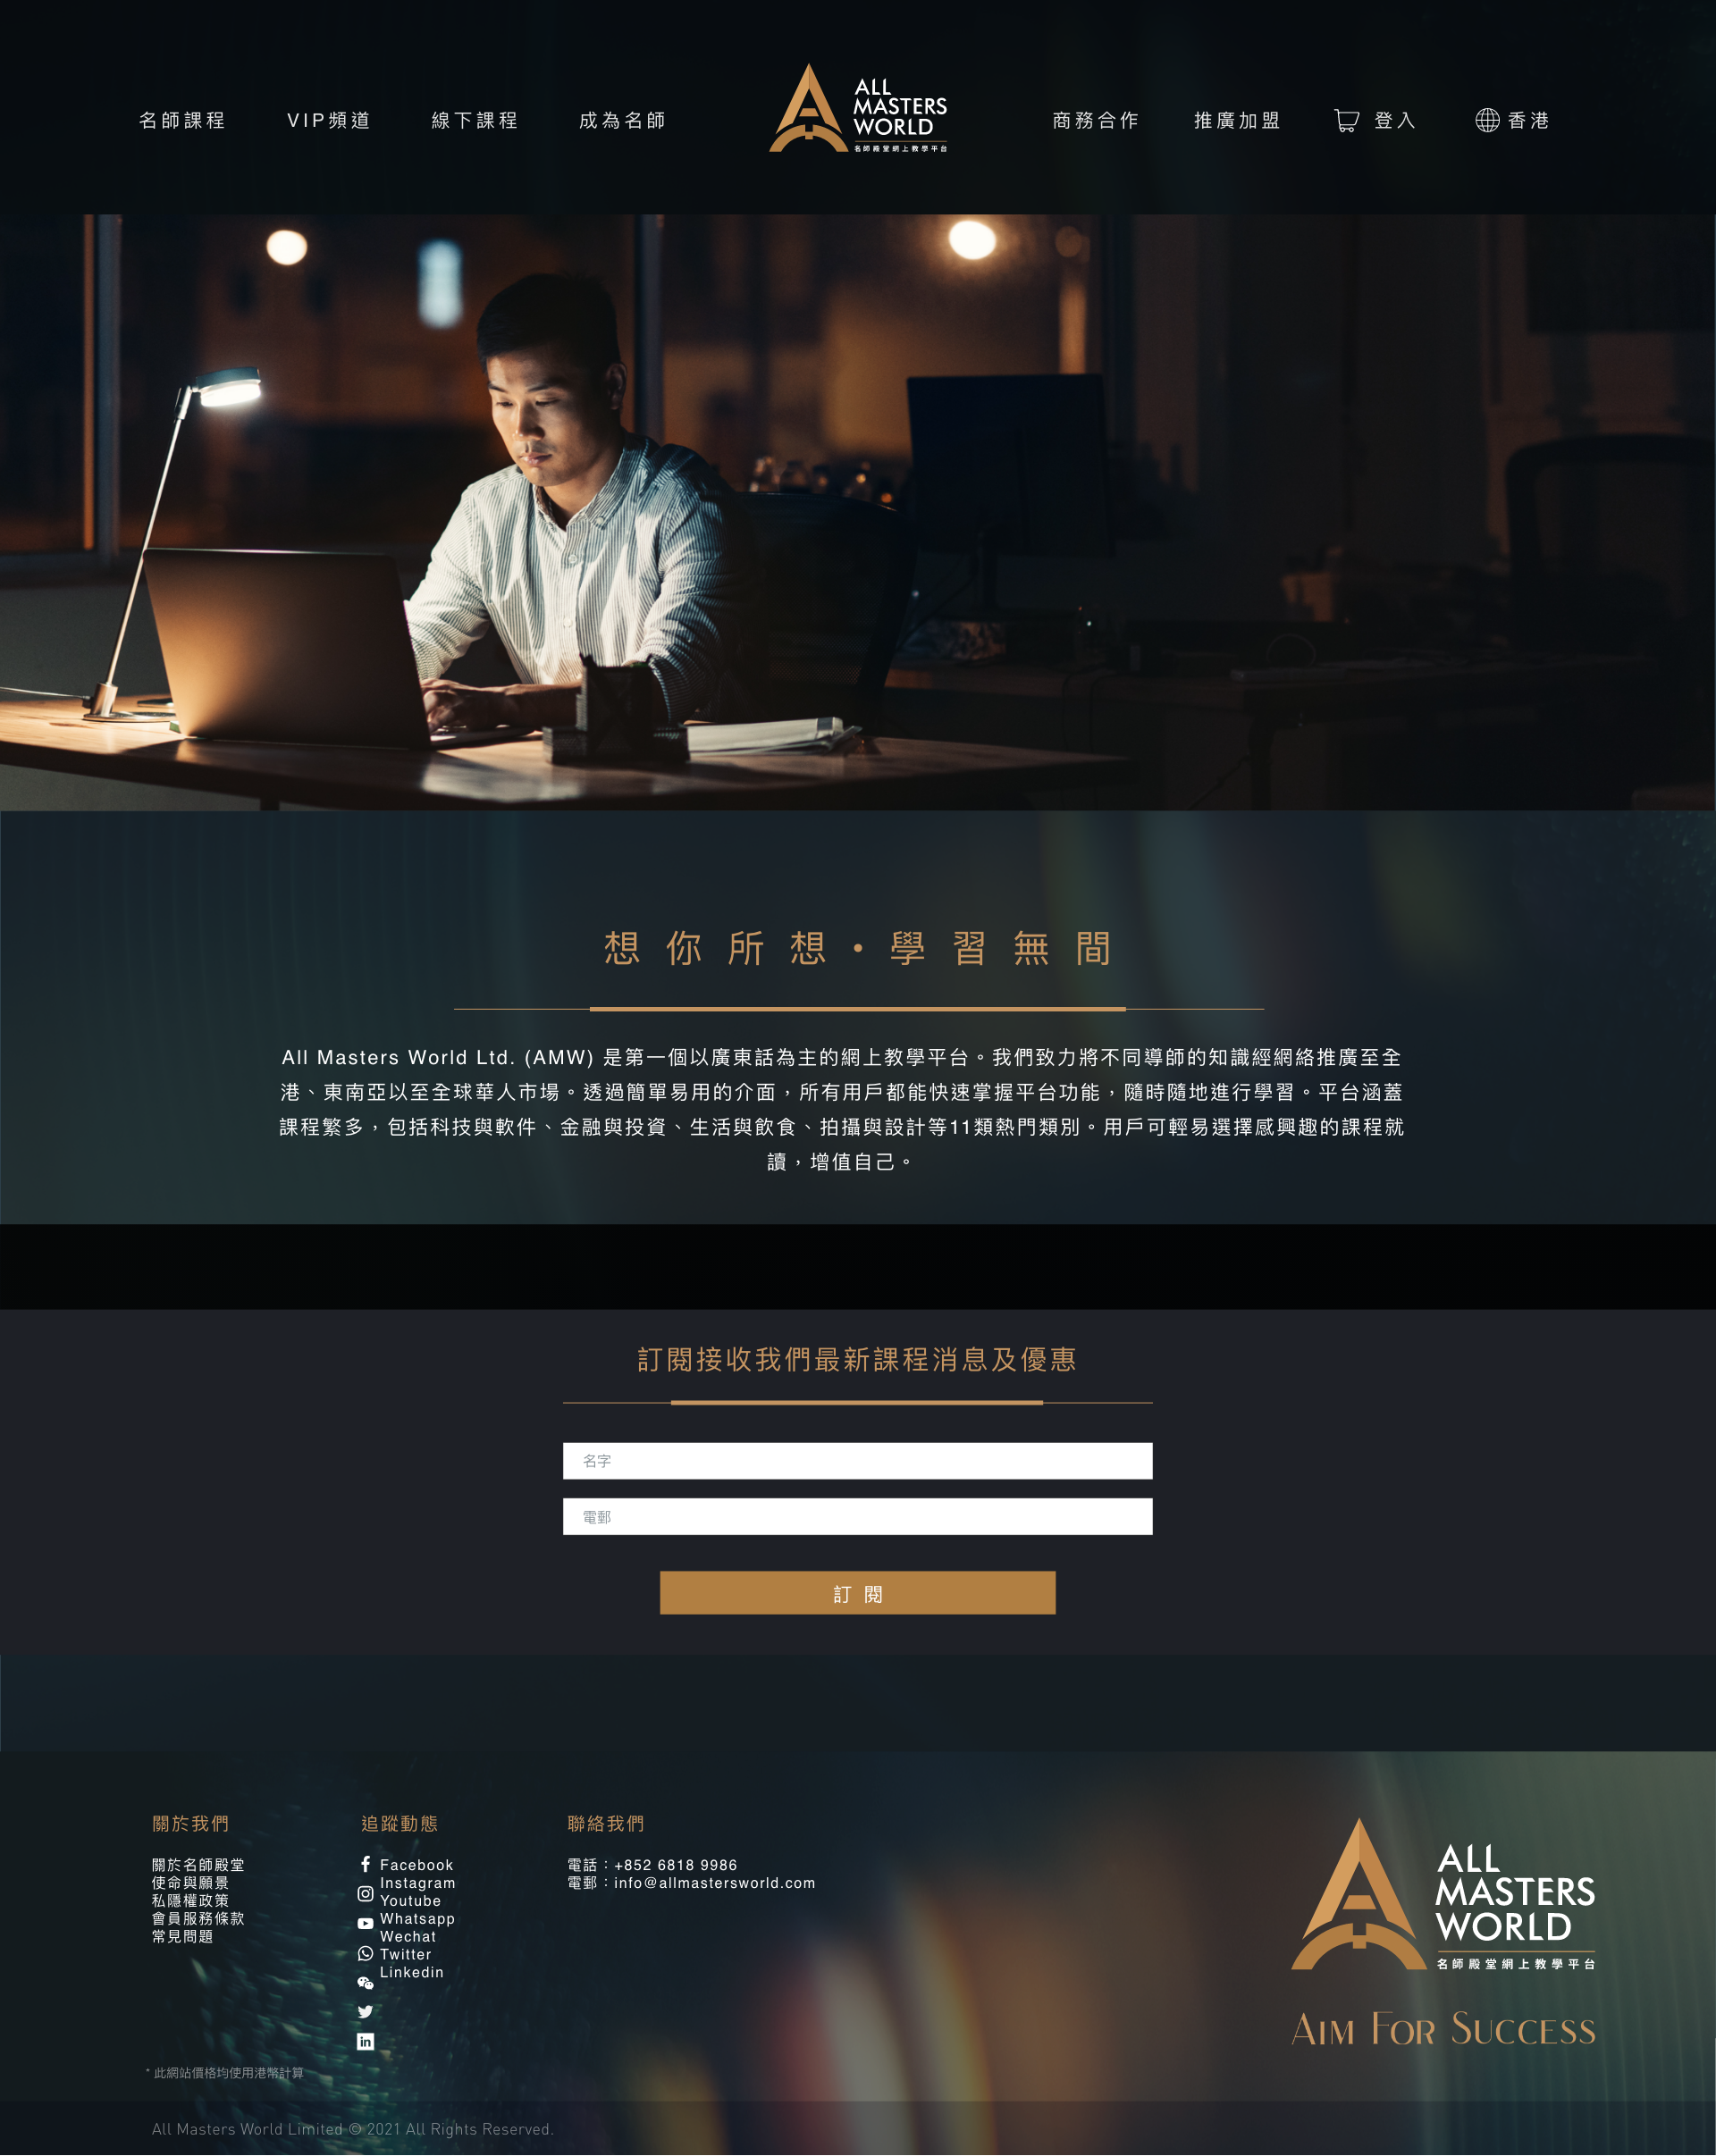 名師課程
VIP頻道
線下課程
成為名師
ALL
MASTERS
WORLD
名師殿堂網上教學平台
商務合作
推廣加盟
登入
香港
想你所想•學習無間
All Masters World Ltd. (AMW) 是第一個以廣東話為主的網上教學平台。我們致力將不同導師的知識經網絡推廣至全
港、東南亞以至全球華人市場。透過簡單易用的介面，所有用戶都能快速掌握平台功能，隨時隨地進行學習。平台涵蓋
課程繁多，包括科技與軟件、金融與投資、生活與飲食、拍攝與設計等11類熱門類別。用戶可輕易選擇感興趣的課程就
讀，增值自己。
訂閱接收我們最新課程消息及優惠
名字
電郵
訂閱
關於我們
關於名師殿堂
使命與願景
私隱權政策
會員服務條款
常見問題
追蹤動態
Facebook
Instagram
Youtube
Whatsapp
Wechat
Twitter
Linkedin
聯絡我們
電話：+852 6818 9986
電郵：info@allmastersworld.com
ALL
MASTERS
WORLD
名師殿堂網上教學平台
AIM FOR SUCCESS
* 此網站價格均使用港幣計算
All Masters World Limited © 2021 All Rights Reserved.